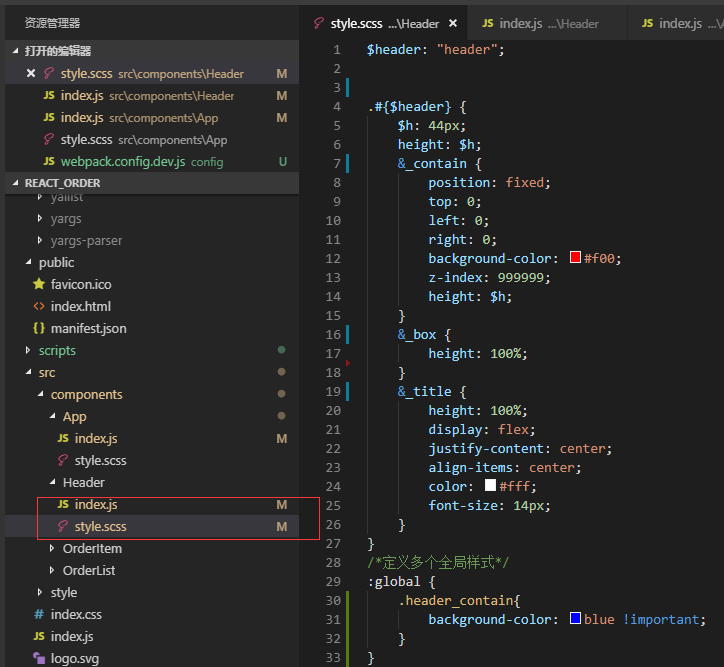 资源管理器
打开的编辑器
style.scss src\components\Header M
index.js src\components\Header M
index.js src\components\App M
style.scss src\components\App
webpack.config.dev.js config U
REACT_ORDER
yallist
yargs
yargs-parser
public
favicon.ico
index.html
manifest.json
scripts
src
components
App
JS index.js M
style.scss
Header
JS index.js M
style.scss M
OrderItem
OrderList
style
# index.css
JS index.js
logo.svg
style.scss ...\Header × JS index.js ...\Header JS index.js ...\
1 $header: "header";
2
3
4 .#{$header} {
5 $h: 44px;
6 height: $h;
7 &_contain {
8 position: fixed;
9 top: 0;
10 left: 0;
11 right: 0;
12 background-color: #f00;
13 z-index: 999999;
14 height: $h;
15 }
16 &_box {
17 height: 100%;
18 }
19 &_title {
20 height: 100%;
21 display: flex;
22 justify-content: center;
23 align-items: center;
24 color: #fff;
25 font-size: 14px;
26 }
27 }
28 /*定义多个全局样式*/
29 :global {
30 .header_contain{
31 background-color: blue !important;
32 }
33 }